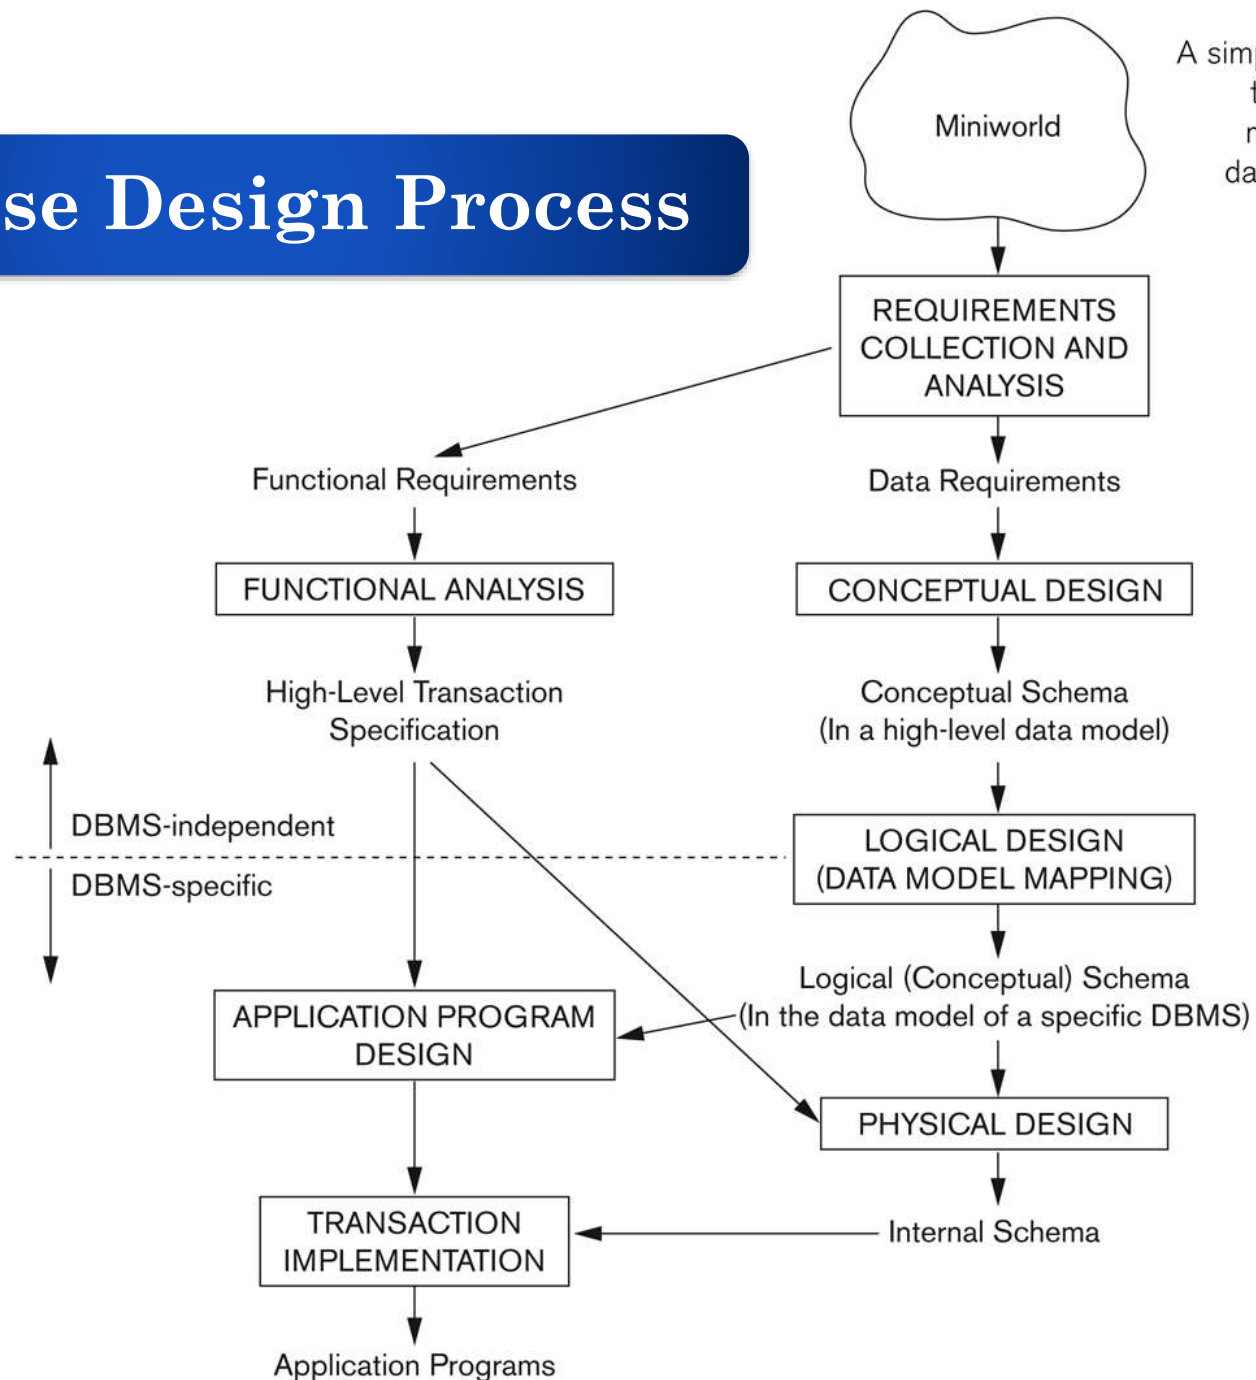 se Design Process
Miniworld
A simp
t
da
REQUIREMENTS
COLLECTION AND
ANALYSIS
Functional Requirements
Data Requirements
FUNCTIONAL ANALYSIS
CONCEPTUAL DESIGN
High-Level Transaction
Specification
Conceptual Schema
(In a high-level data model)
DBMS-independent
DBMS-specific
LOGICAL DESIGN
(DATA MODEL MAPPING)
Logical (Conceptual) Schema
(In the data model of a specific DBMS)
APPLICATION PROGRAM
DESIGN
PHYSICAL DESIGN
TRANSACTION
IMPLEMENTATION
Internal Schema
Application Programs